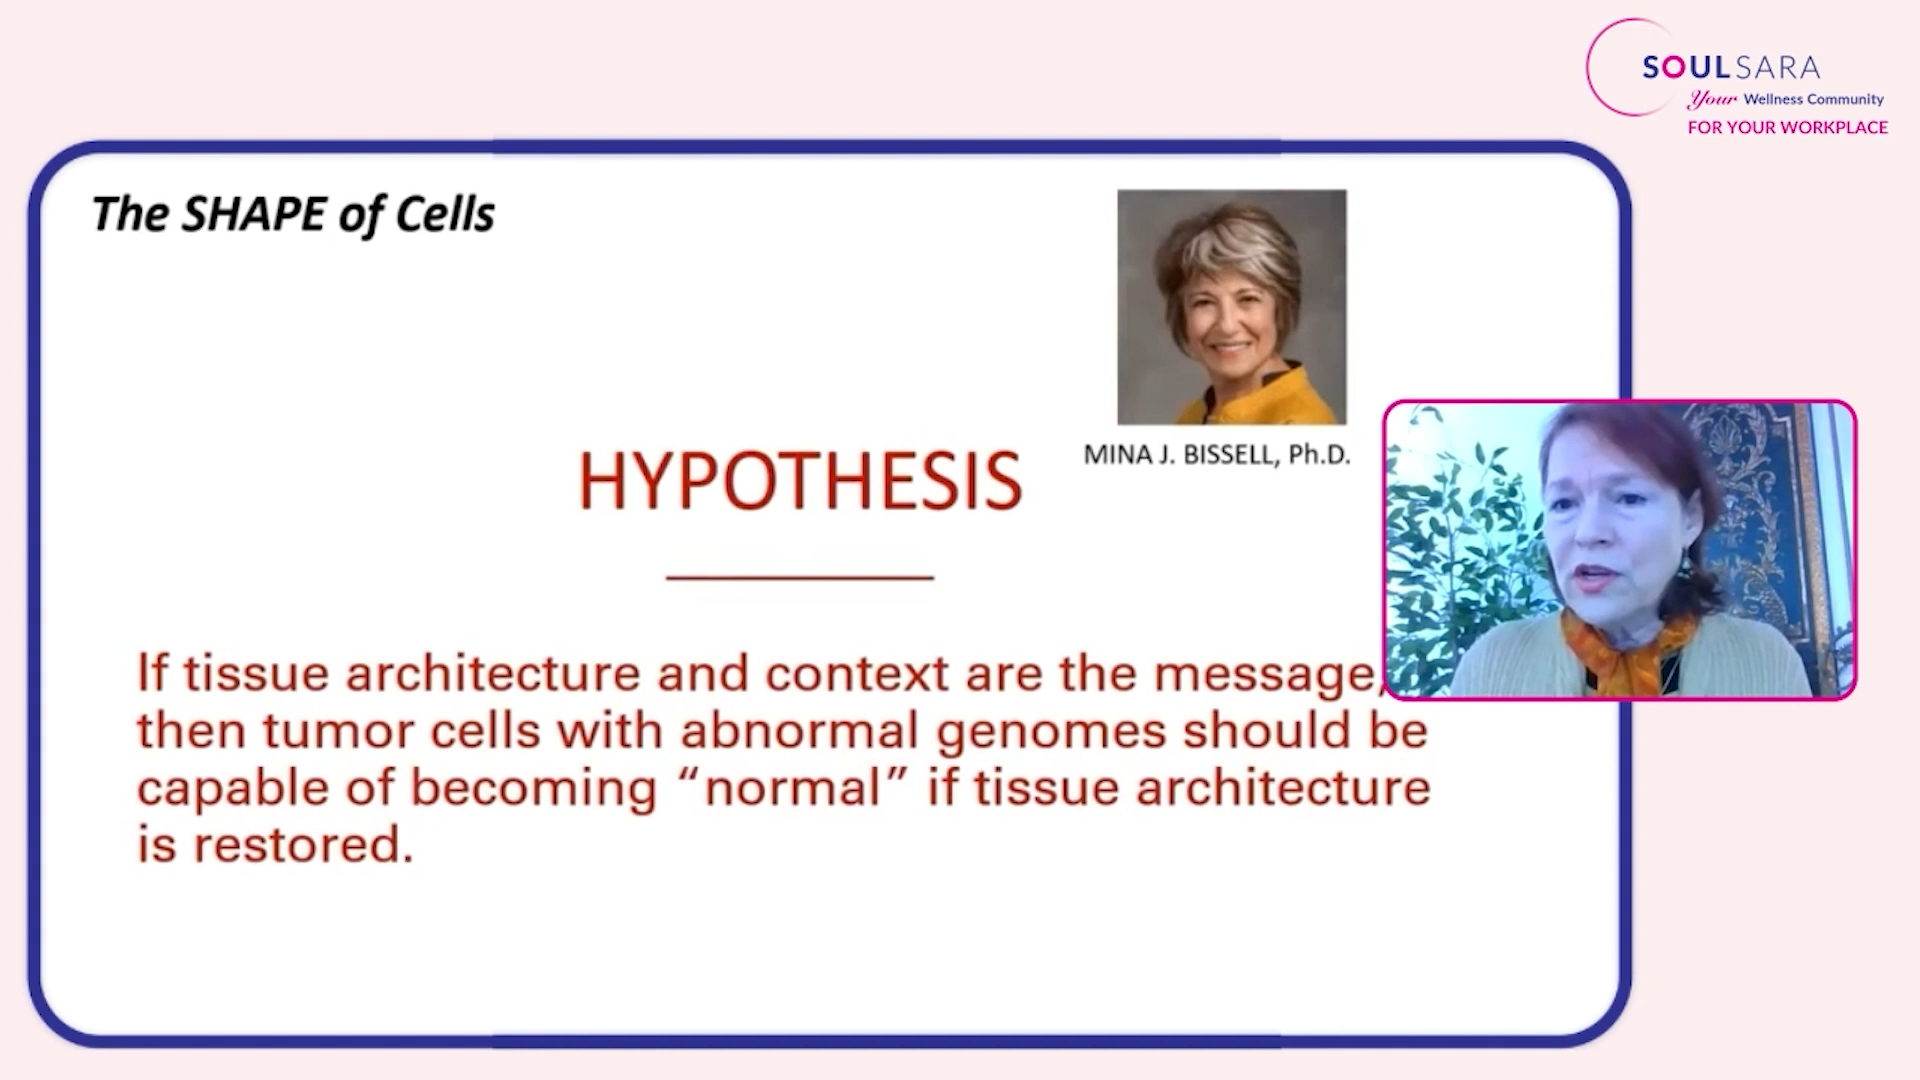 SOULSARA
Your Wellness Community
FOR YOUR WORKPLACE
The SHAPE of Cells
MINA J. BISSELL, Ph.D.
HYPOTHESIS
If tissue architecture and context are the message,
then tumor cells with abnormal genomes should be
capable of becoming “normal” if tissue architecture
is restored.